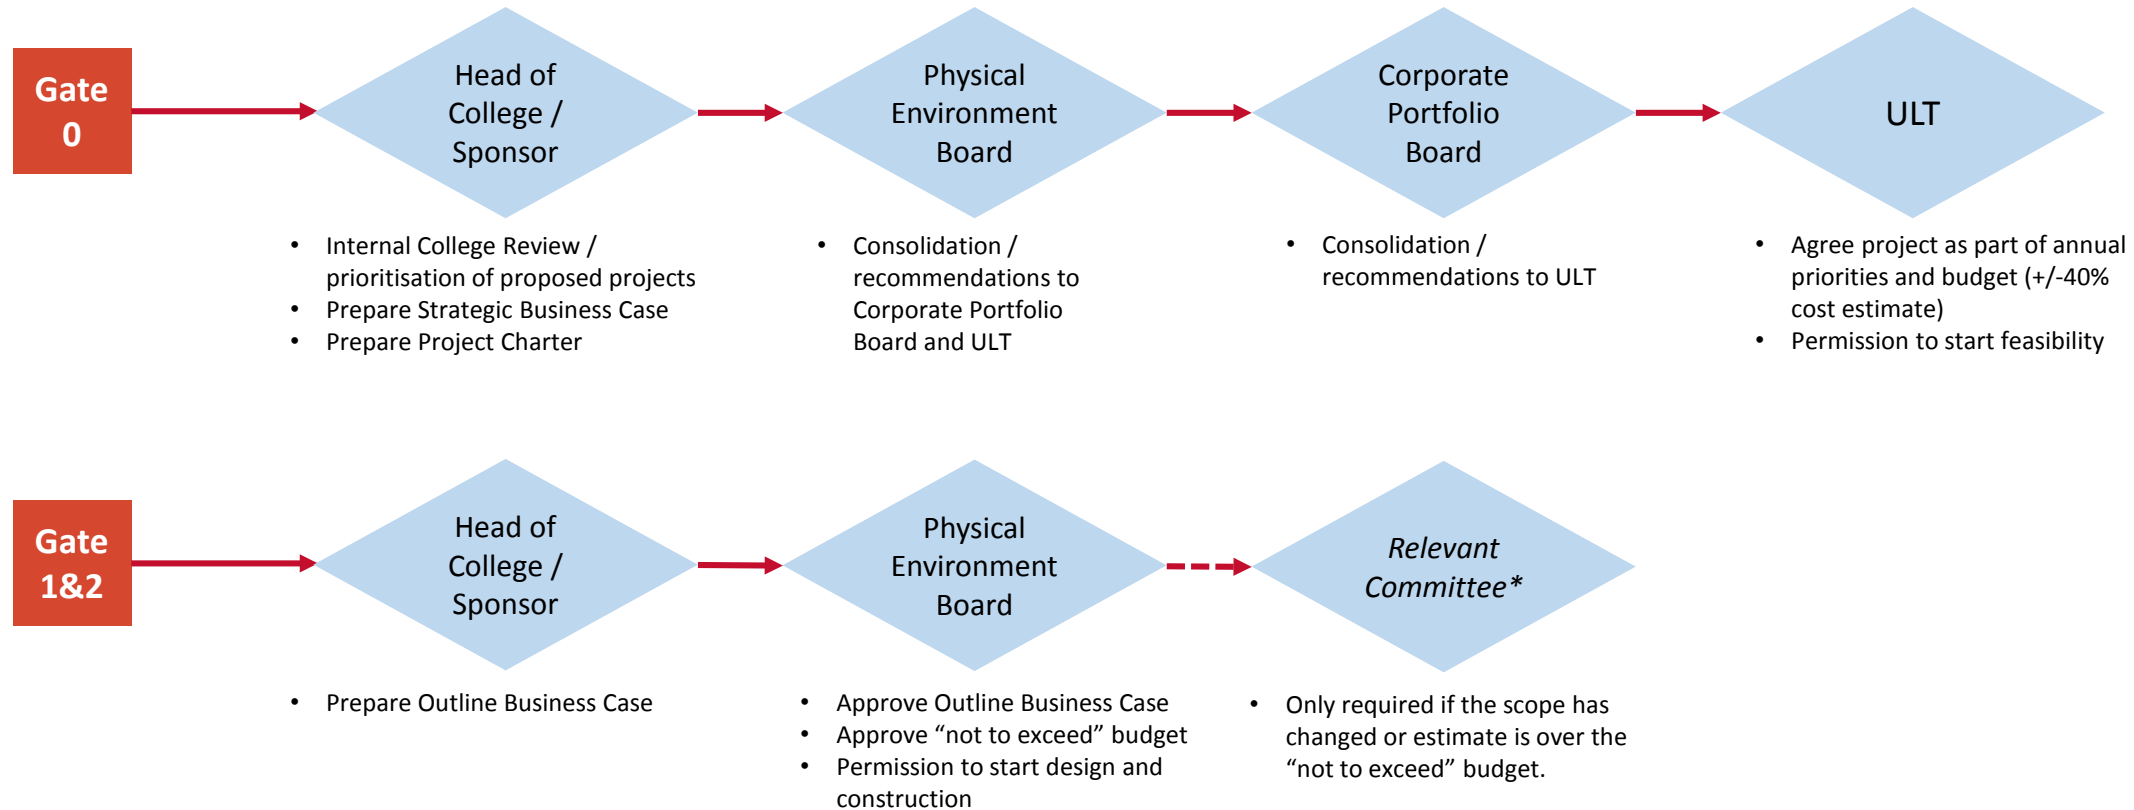 Gate
0
Head of
College /
Sponsor
Physical
Environment
Board
Corporate
Portfolio
Board
ULT
• Internal College Review /
prioritisation of proposed projects
• Prepare Strategic Business Case
• Prepare Project Charter
• Consolidation /
recommendations to
Corporate Portfolio
Board and ULT
• Consolidation /
recommendations to ULT
• Agree project as part of annual
priorities and budget (+/-40%
cost estimate)
• Permission to start feasibility
Gate
1&2
Head of
College /
Sponsor
Physical
Environment
Board
Relevant
Committee*
• Prepare Outline Business Case
• Approve Outline Business Case
• Approve “not to exceed” budget
• Permission to start design and
construction
• Only required if the scope has
changed or estimate is over the
“not to exceed” budget.